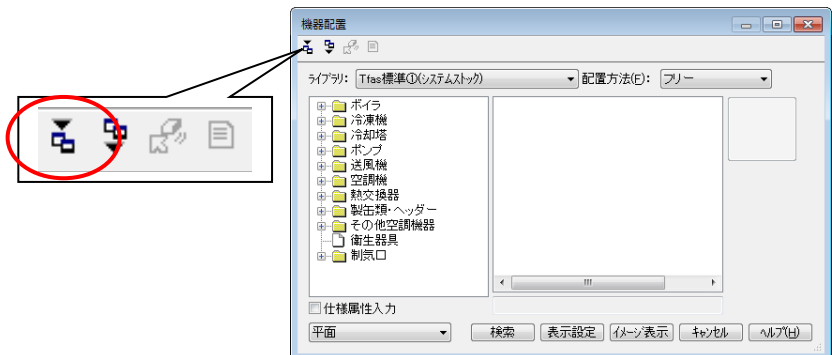 機器配置
ライブラリ: Tfas標準①(システムストック) 配置方法(F): フリー
ボイラ
冷凍機
冷却塔
ポンプ
送風機
空調機
熱交換器
製缶類・ヘッダー
その他空調機器
衛生器具
制気口
仕様属性入力
平面 検索 表示設定 イメージ表示 キャンセル ヘルプ(H)